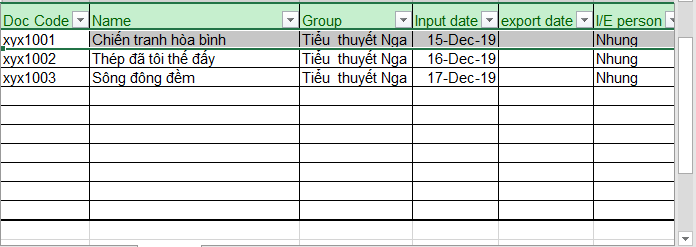 Doc Code Name Group Input date export date I/E person
xyx1001 Chiến tranh hòa bình Tiểu thuyết Nga 15-Dec-19 Nhung
xyx1002 Thép đã tôi thế đấy Tiểu thuyết Nga 16-Dec-19 Nhung
xyx1003 Sông đông đềm Tiểu thuyết Nga 17-Dec-19 Nhung